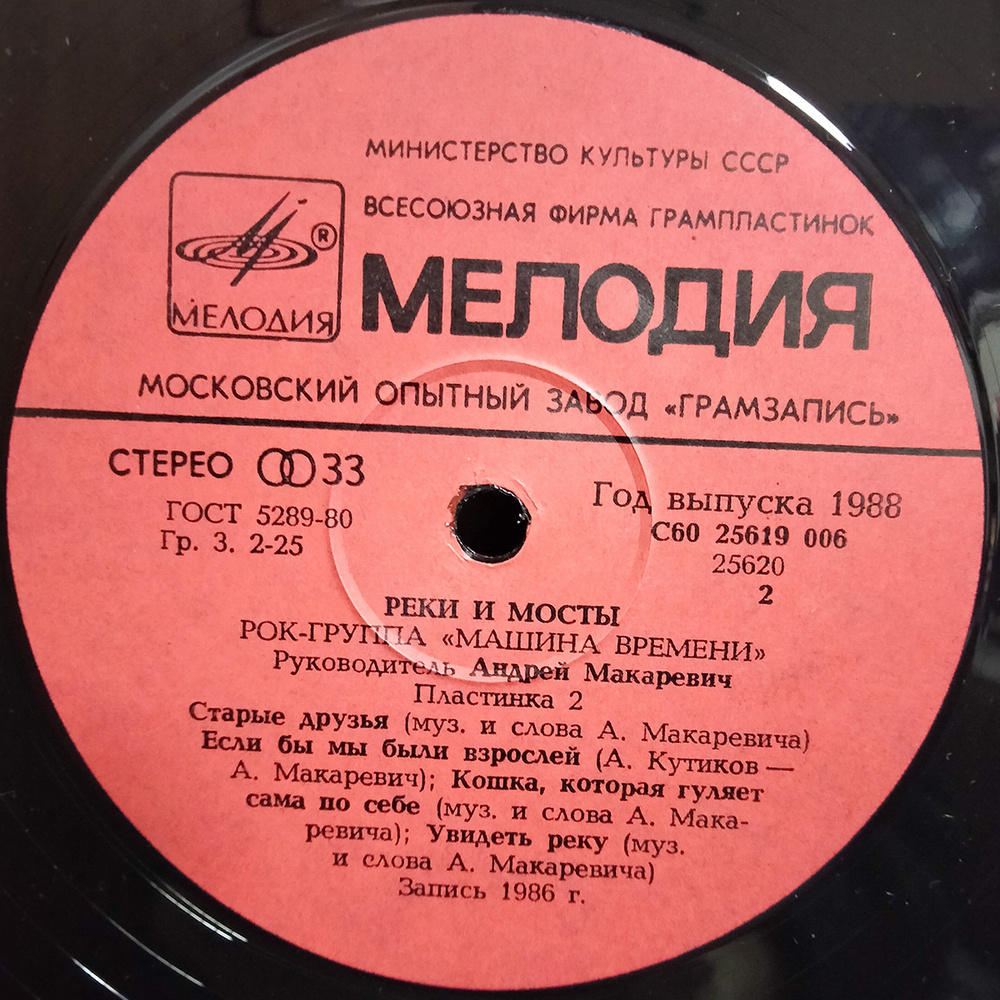 МИНИСТЕРСТВО КУЛЬТУРЫ СССР
ВСЕСОЮЗНАЯ ФИРМА ГРАМПЛАСТИНОК
®
МЕЛОДИЯ
МЕЛОДИЯ
МОСКОВСКИЙ ОПЫТНЫЙ ЗАВОД «ГРАМЗАПИСЬ»
СТЕРЕО 33
ГОСТ 5289-80
Гр. 3. 2-25
Год выпуска 1988
С60 25619 006
25620
2
РЕКИ И МОСТЫ
РОК-ГРУППА «МАШИНА ВРЕМЕНИ»
Руководитель Андрей Макаревич
Пластинка 2
Старые друзья (муз. и слова А. Макаревича)
Если бы мы были взрослей (А. Кутиков —
А. Макаревич); Кошка, которая гуляет
сама по себе (муз. и слова А. Мака-
ревича); Увидеть реку (муз.
и слова А. Макаревича)
Запись 1986 г.